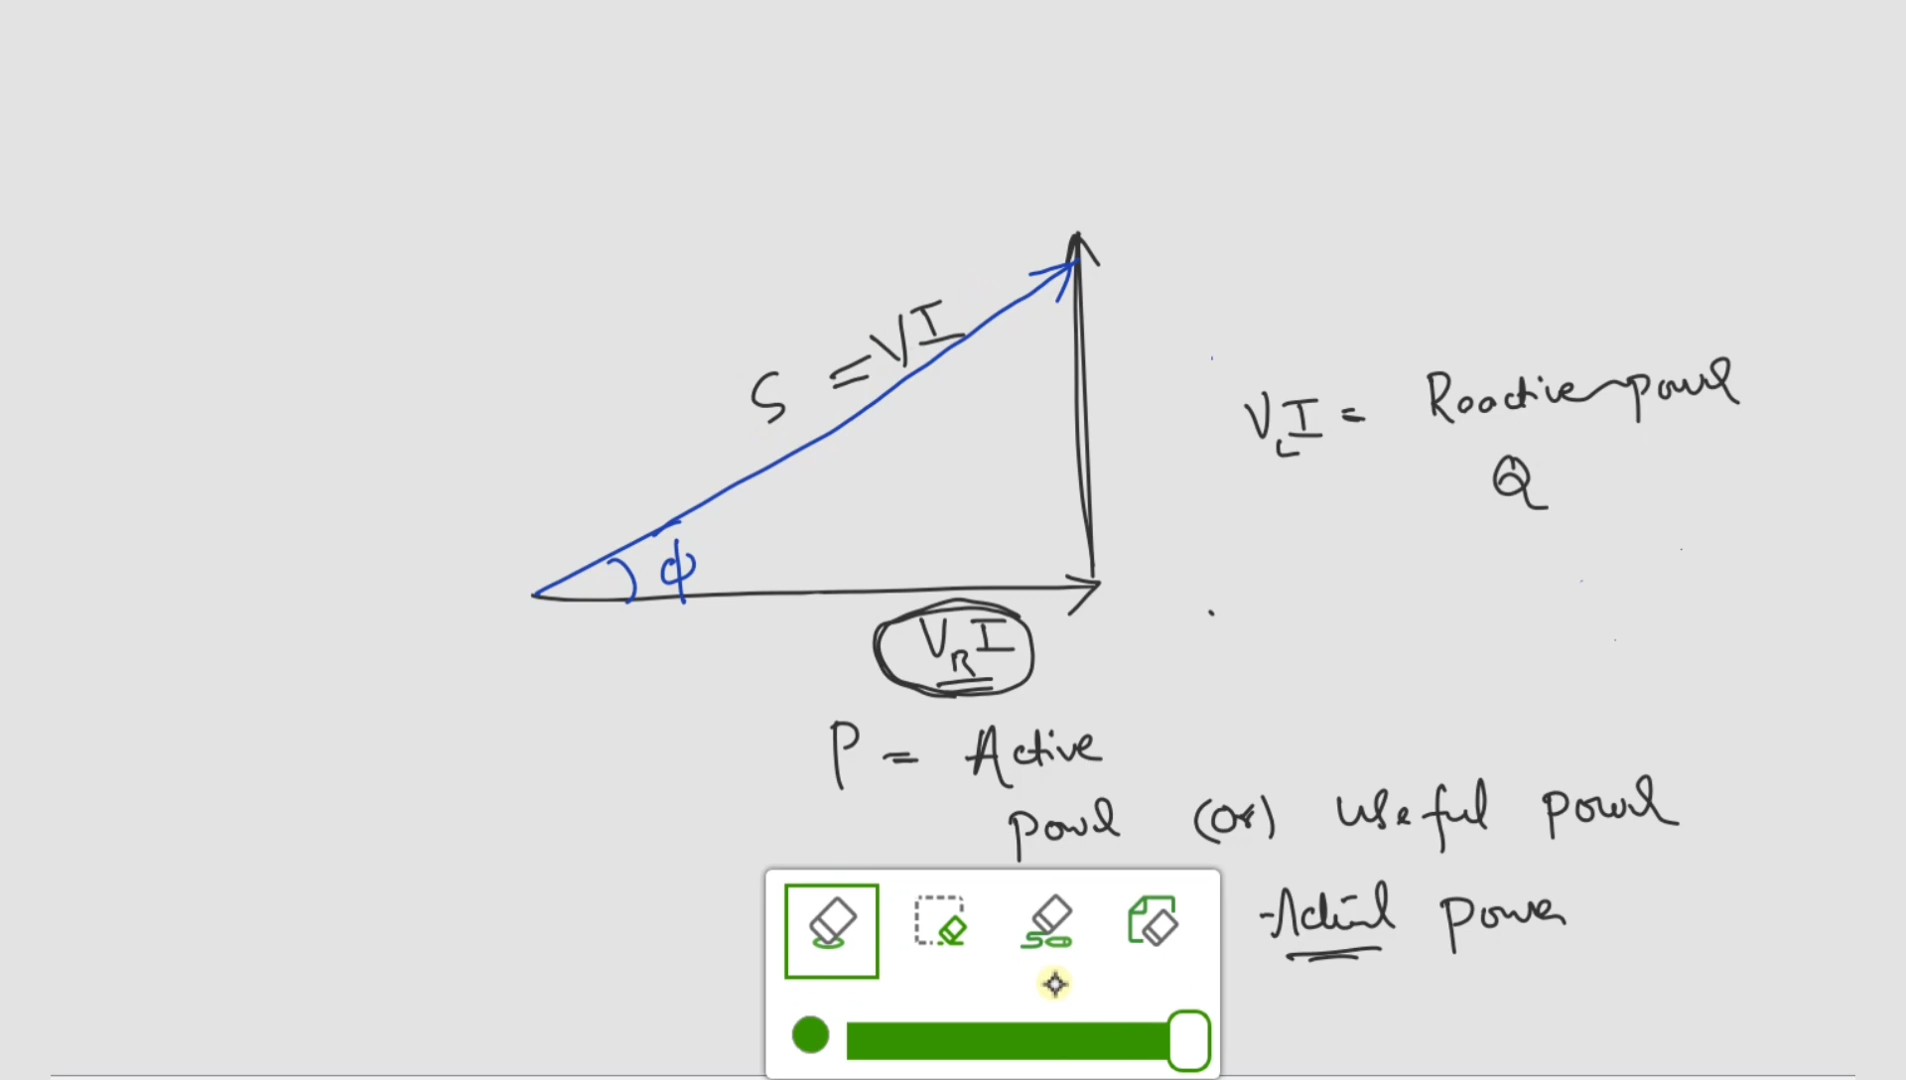 S = VI
V_L I = Reactive power
Q
ϕ
V_R I
P = Active
power (or) useful power
Actual power